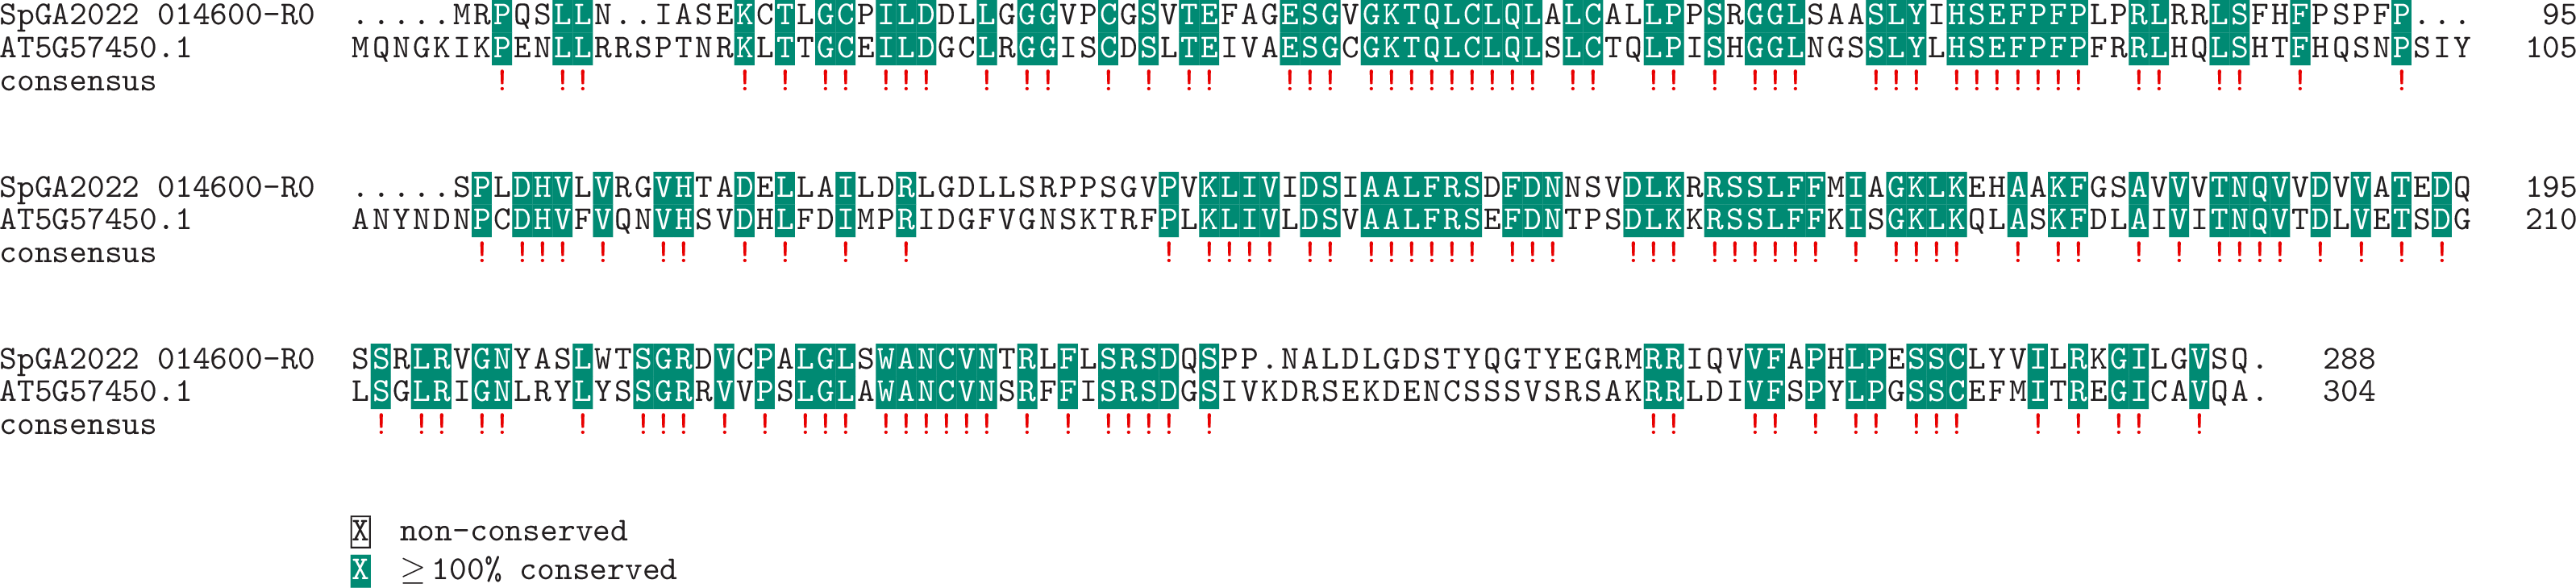 SpGA2022 014600-R0 .....MRPQSLLN..IASEKCTLGCPILDDLLGGGVPCGSVTEFAGESGVGKTQLCLQLALCALLPPSRGGLSAASLYIHSEFPFPLPRLRRLSFHFPSPFP... 95
AT5G57450.1 MQNGKIKPENLLRRSPTNRKLTTGCEILDGCLRGGISCDSLTEIVAESGCGKTQLCLQLSLCTQLPISHGGLNGSSLYLHSEFPFPFRRLHQLSHTFHQSNPSIY 105
consensus ! !! ! ! !! !!! ! !! ! ! !! !!! !!!!!!!!! !! !! ! !!! !!! !!!!!!! !! !! ! !
SpGA2022 014600-R0 .....SPLDHVLVRGVHTADELLAILDRLGDLLSRPPSGVPVKLIVIDSIAALFRSDFDNNSVDLKRRSSLFFMIAGKLKEHAAKFGSAVVVTNQVVDVVATEDQ 195
AT5G57450.1 ANYNDNPCDHVFVQNVHSVDHLFDIMPRIDGFVGNSKTRFPLKLIVLDSVAALFRSEFDNTPSDLKKRSSLFFKISGKLKQLASKFDLAIVITNQVTDLVETSDG 210
consensus ! !!! ! !! ! ! ! ! ! !!!! !! !!!!!! !!! !!! !!!!!! ! !!!! ! !! ! ! !!!! ! ! ! !
SpGA2022 014600-R0 SSRLRVGNYASLWTSGRDVCPALGLSWANCVNTRLFLSRSDQSPP.NALDLGDSTYQGTYEGRMRRIQVVFAPHLPESSCLYVILRKGILGVSQ. 288
AT5G57450.1 LSGLRIGNLRYLYSSGRRVVPSLGLAWANCVNSRFFISRSDGSIVKDRSEKDENCSSSVSRSAKRRLDIVFSPYLPGSSCEFMITREGICAVQA. 304
consensus ! !! !! ! !!! ! ! !!! !!!!!! ! ! !!!! ! !! !! ! !! !!! ! ! !! !
X non-conserved
X ≥100% conserved